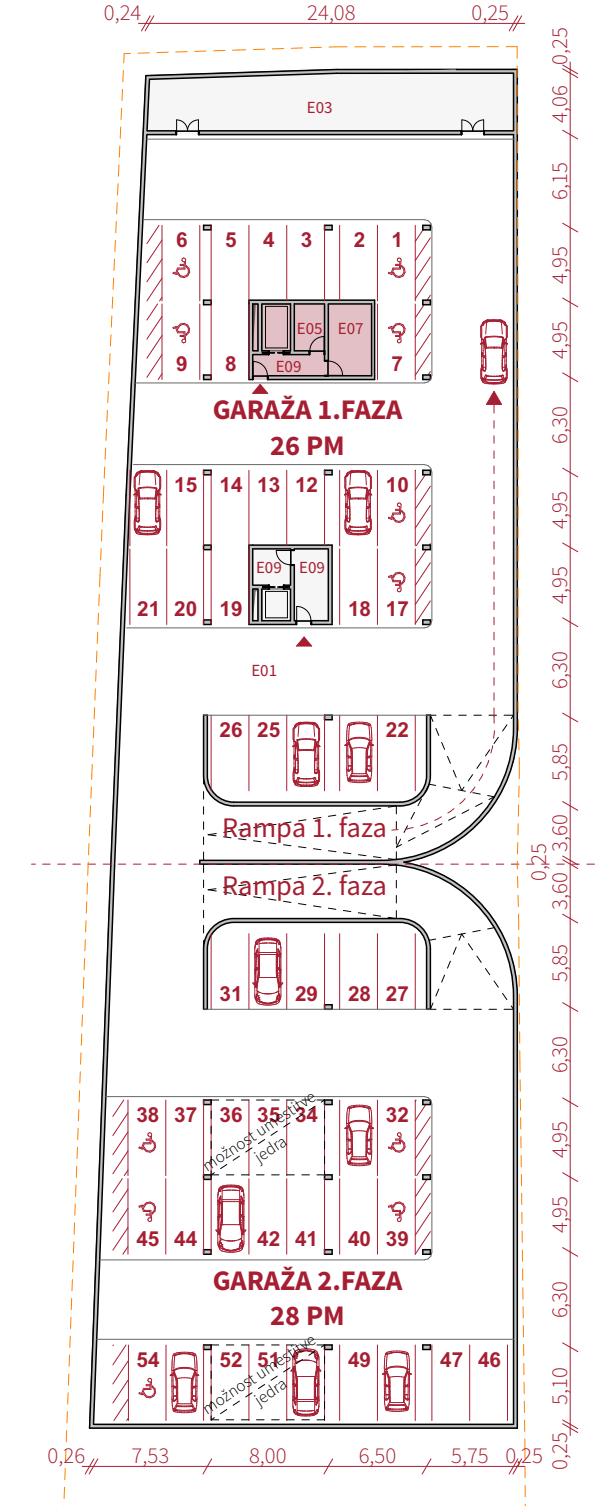 0,24 24,08 0,25
0,25
E03
4,06
6,15
6 5 4 3 2 1
4,95
E05 E07
E09
4,95
9 8 7
GARAŽA 1.FAZA
26 PM
6,30
15 14 13 12 10
4,95
E09 E09
4,95
21 20 19 18 17
E01
6,30
26 25 22
5,85
Rampa 1. faza
3,60
0,25
Rampa 2. faza
3,60
5,85
31 29 28 27
6,30
38 37 36 35 34 32
možnost umestitve
jedra
4,95
4,95
45 44 42 41 40 39
GARAŽA 2.FAZA
28 PM
6,30
54 52 51 49 47 46
možnost umestitve
jedra
5,10
0,25
0,26 7,53 8,00 6,50 5,75 0,25